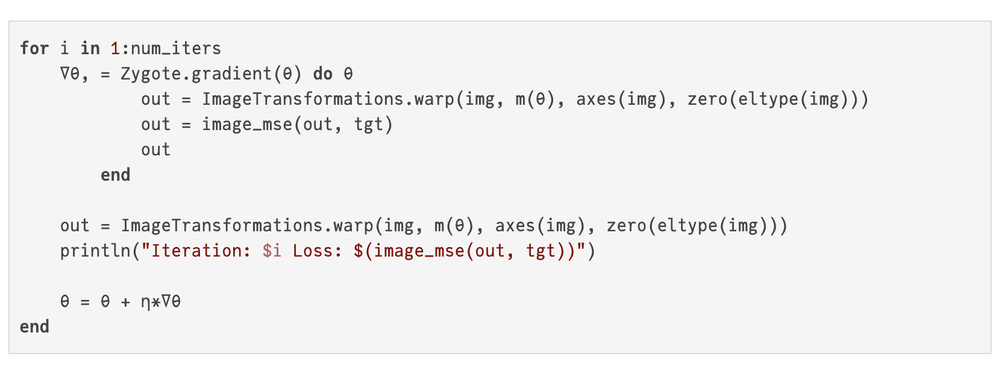 for i in 1:num_iters
    ∇θ, = Zygote.gradient(θ) do θ
            out = ImageTransformations.warp(img, m(θ), axes(img), zero(eltype(img)))
            out = image_mse(out, tgt)
            out
        end

    out = ImageTransformations.warp(img, m(θ), axes(img), zero(eltype(img)))
    println("Iteration: $i Loss: $(image_mse(out, tgt))")

    θ = θ + η*∇θ
end